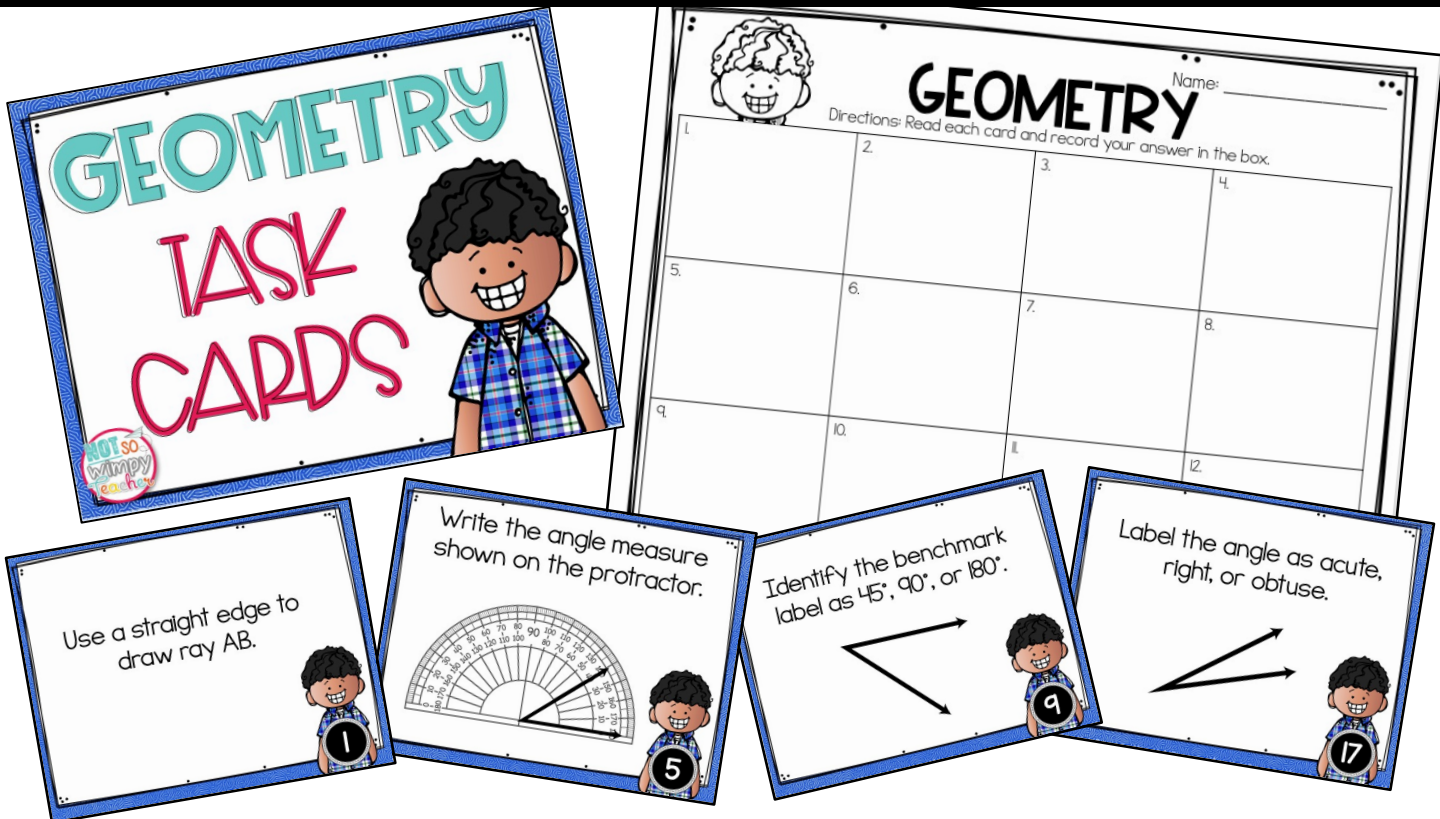 GEOMETRY
TASK
CARDS
NOT SO
wimpy
Teacher
GEOMETRY
Name:
Directions: Read each card and record your answer in the box.
1.
2.
3.
4.
5.
6.
7.
8.
9.
10.
11.
12.
Use a straight edge to
draw ray AB.
1
Write the angle measure
shown on the protractor.
5
Identify the benchmark
label as 45°, 90°, or 180°.
9
Label the angle as acute,
right, or obtuse.
17